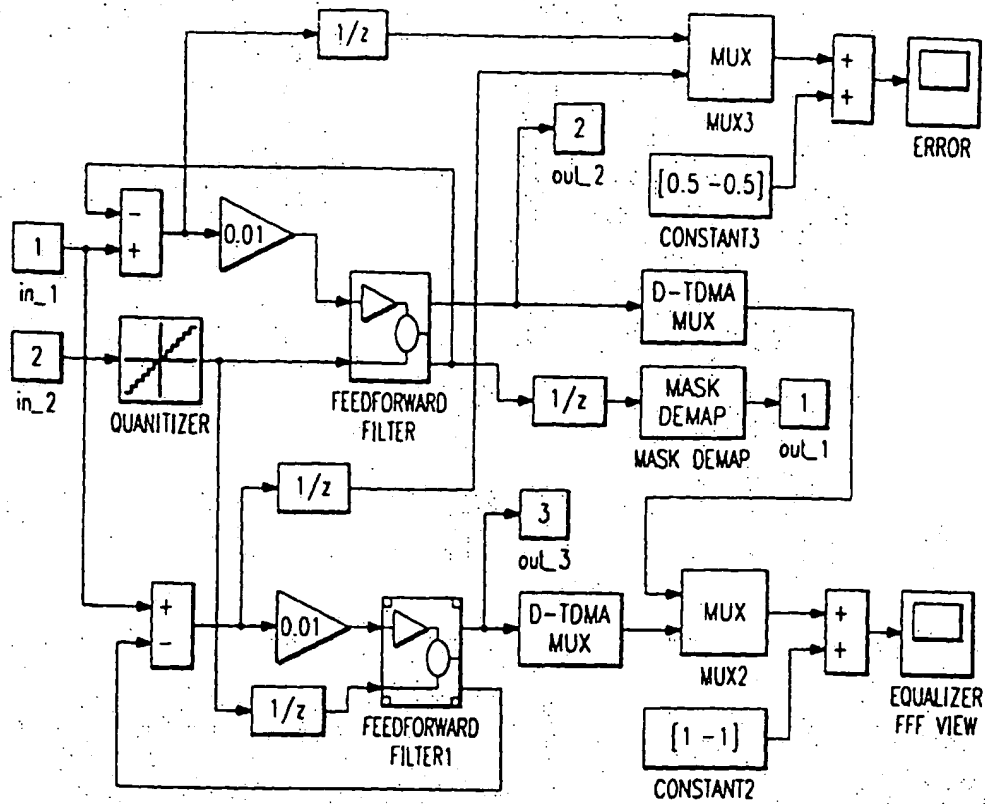 1/z
MUX
MUX3
+
+
ERROR
2
out_2
[0.5 -0.5]
CONSTANT3
-
+
0.01
1
in_1
2
in_2
QUANITIZER
FEEDFORWARD
FILTER
D-TDMA
MUX
1/z
MASK
DEMAP
MASK DEMAP
1
out_1
1/z
3
out_3
+
-
0.01
1/z
FEEDFORWARD
FILTER1
D-TDMA
MUX
MUX
MUX2
+
+
EQUALIZER
FFF VIEW
[1 -1]
CONSTANT2